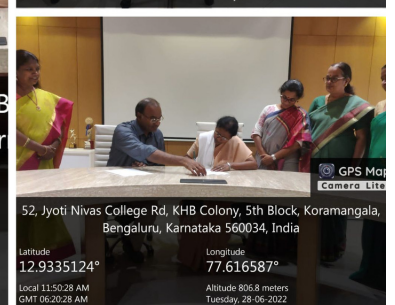 B
r
GPS Map
Camera Lite
52, Jyoti Nivas College Rd, KHB Colony, 5th Block, Koramangala,
Bengaluru, Karnataka 560034, India
Latitude
12.9335124°
Longitude
77.616587°
Local 11:50:28 AM
GMT 06:20:28 AM
Altitude 806.8 meters
Tuesday, 28-06-2022